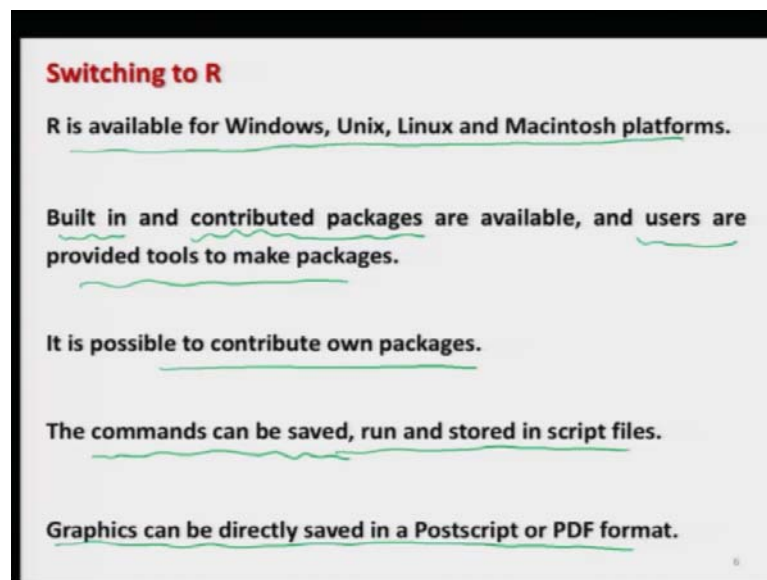 Switching to R
R is available for Windows, Unix, Linux and Macintosh platforms.
Built in and contributed packages are available, and users are
provided tools to make packages.
It is possible to contribute own packages.
The commands can be saved, run and stored in script files.
Graphics can be directly saved in a Postscript or PDF format.
6